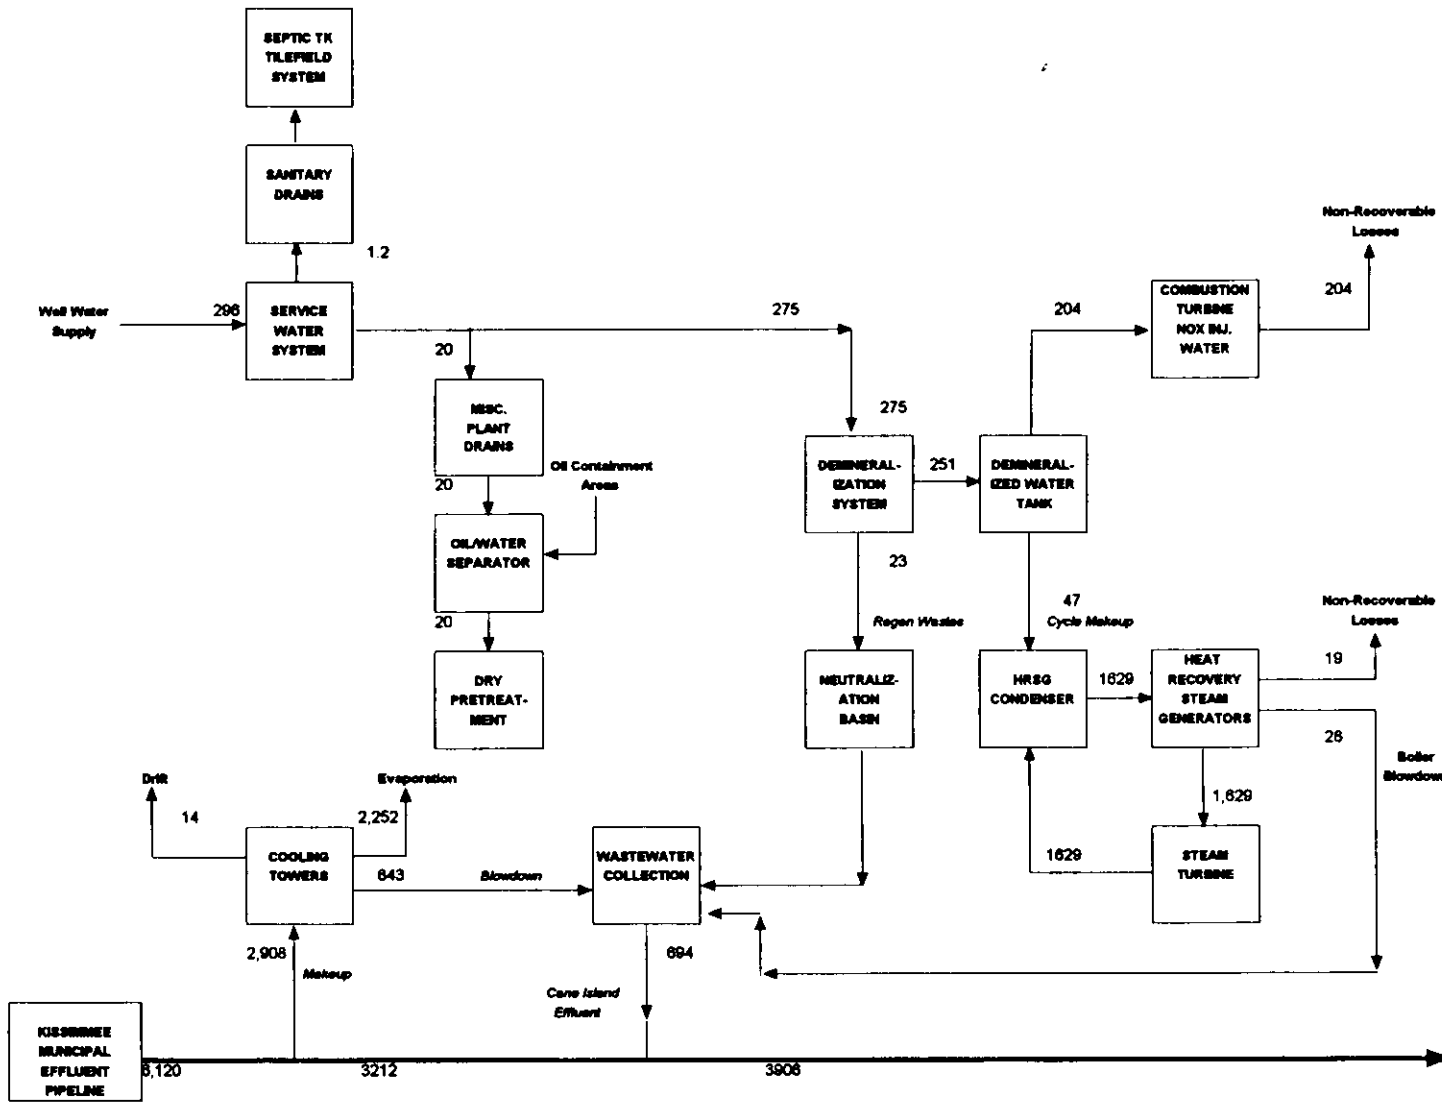 SEPTIC TK
TILEFIELD
SYSTEM
SANITARY
DRAINS
1.2
Non-Recoverable
Losses
Well Water
Supply
296
SERVICE
WATER
SYSTEM
20
275
204
COMBUSTION
TURBINE
NOX INJ.
WATER
204
MISC.
PLANT
DRAINS
275
20
Oil Containment
Areas
DEMINERAL-
IZATION
SYSTEM
251
DEMINERAL-
IZED WATER
TANK
OIL/WATER
SEPARATOR
23
20
Regen Wastes
47
Cycle Makeup
Non-Recoverable
Losses
DRY
PRETREAT-
MENT
NEUTRALIZ-
ATION
BASIN
HRSG
CONDENSER
1629
HEAT
RECOVERY
STEAM
GENERATORS
19
28
Boiler
Blowdown
Drift
14
Evaporation
2,252
1,629
COOLING
TOWERS
643
Blowdown
WASTEWATER
COLLECTION
1629
STEAM
TURBINE
2,908
Makeup
694
Cane Island
Effluent
KISSIMMEE
MUNICIPAL
EFFLUENT
PIPELINE
6,120
3212
3906